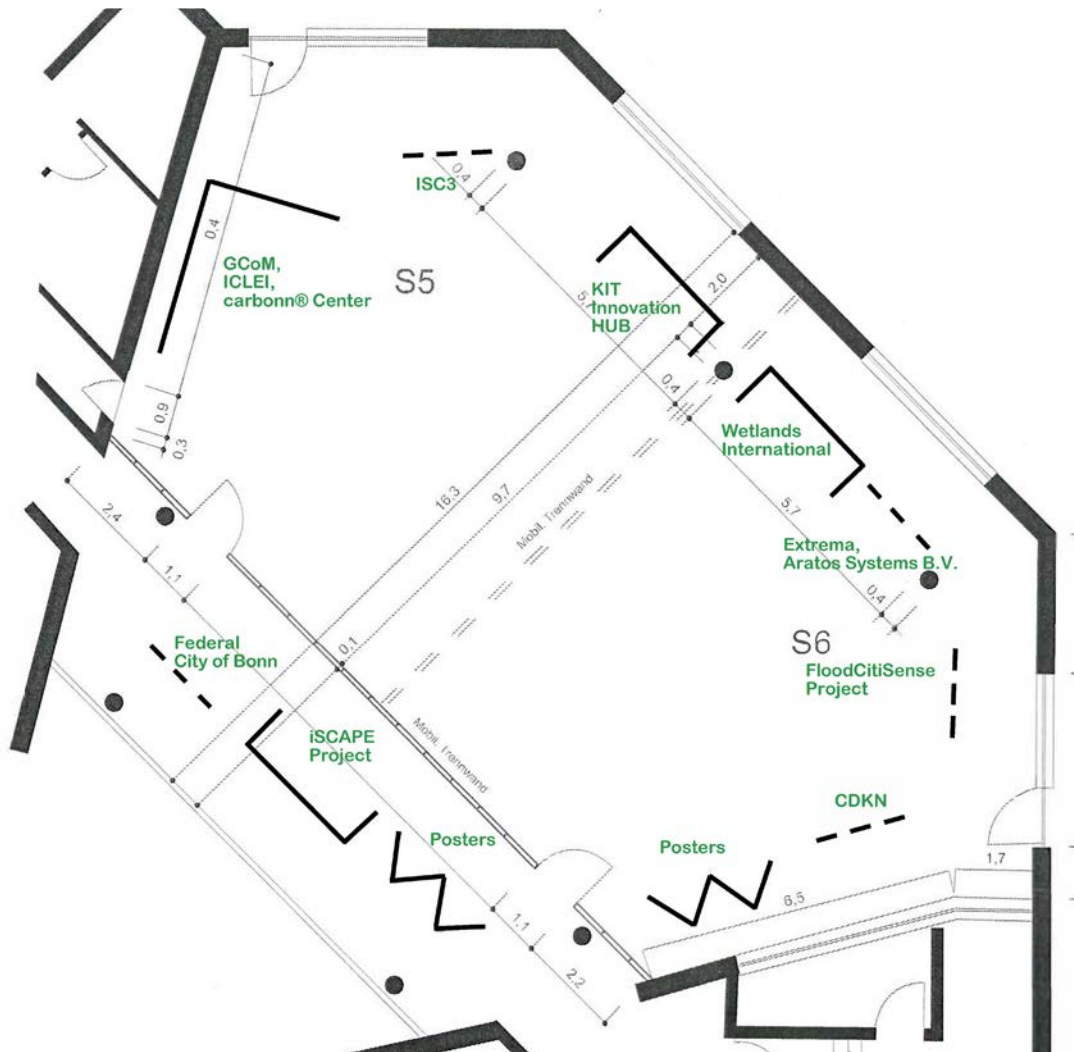 0,4
ISC3
0,4
GCoM,
ICLEI,
carbonn® Center
S5
KIT
Innovation
HUB
2,0
0,4
0,9
0,3
Wetlands
International
16,3
9,7
Mobil. Trennwand
5,7
2,4
Extrema,
Aratos Systems B.V.
1,1
0,4
Federal
City of Bonn
0,1
S6
FloodCitiSense
Project
iSCAPE
Project
Mobil. Trennwand
CDKN
Posters
Posters
1,7
6,5
1,1
2,2